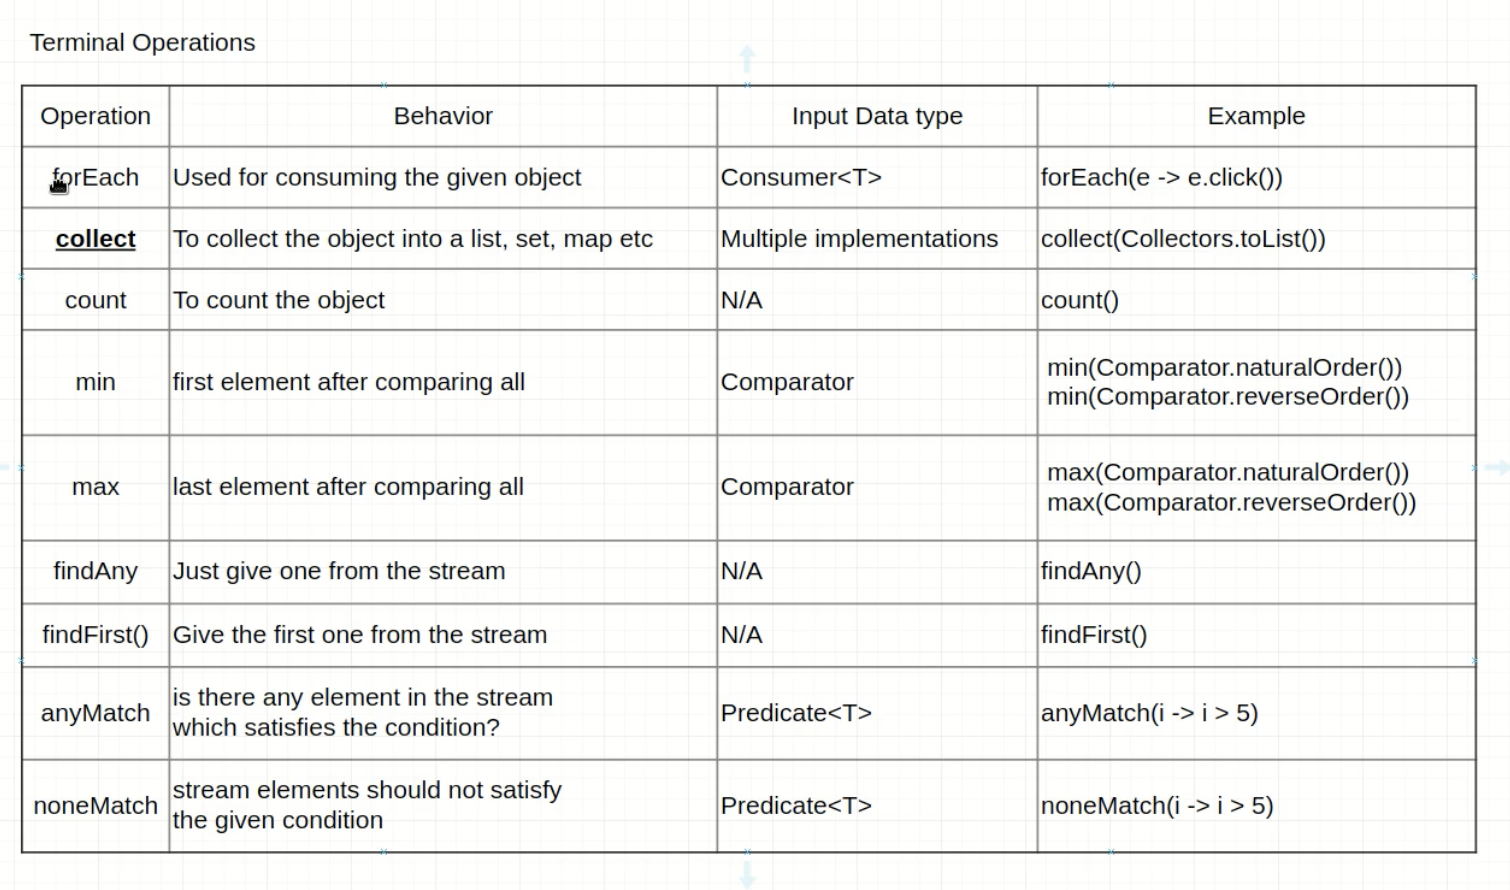 Terminal Operations
Operation Behavior Input Data type Example
forEach Used for consuming the given object Consumer<T> forEach(e -> e.click())
collect To collect the object into a list, set, map etc Multiple implementations collect(Collectors.toList())
count To count the object N/A count()
min first element after comparing all Comparator min(Comparator.naturalOrder())
min(Comparator.reverseOrder())
max last element after comparing all Comparator max(Comparator.naturalOrder())
max(Comparator.reverseOrder())
findAny Just give one from the stream N/A findAny()
findFirst() Give the first one from the stream N/A findFirst()
anyMatch is there any element in the stream
which satisfies the condition? Predicate<T> anyMatch(i -> i > 5)
noneMatch stream elements should not satisfy
the given condition Predicate<T> noneMatch(i -> i > 5)